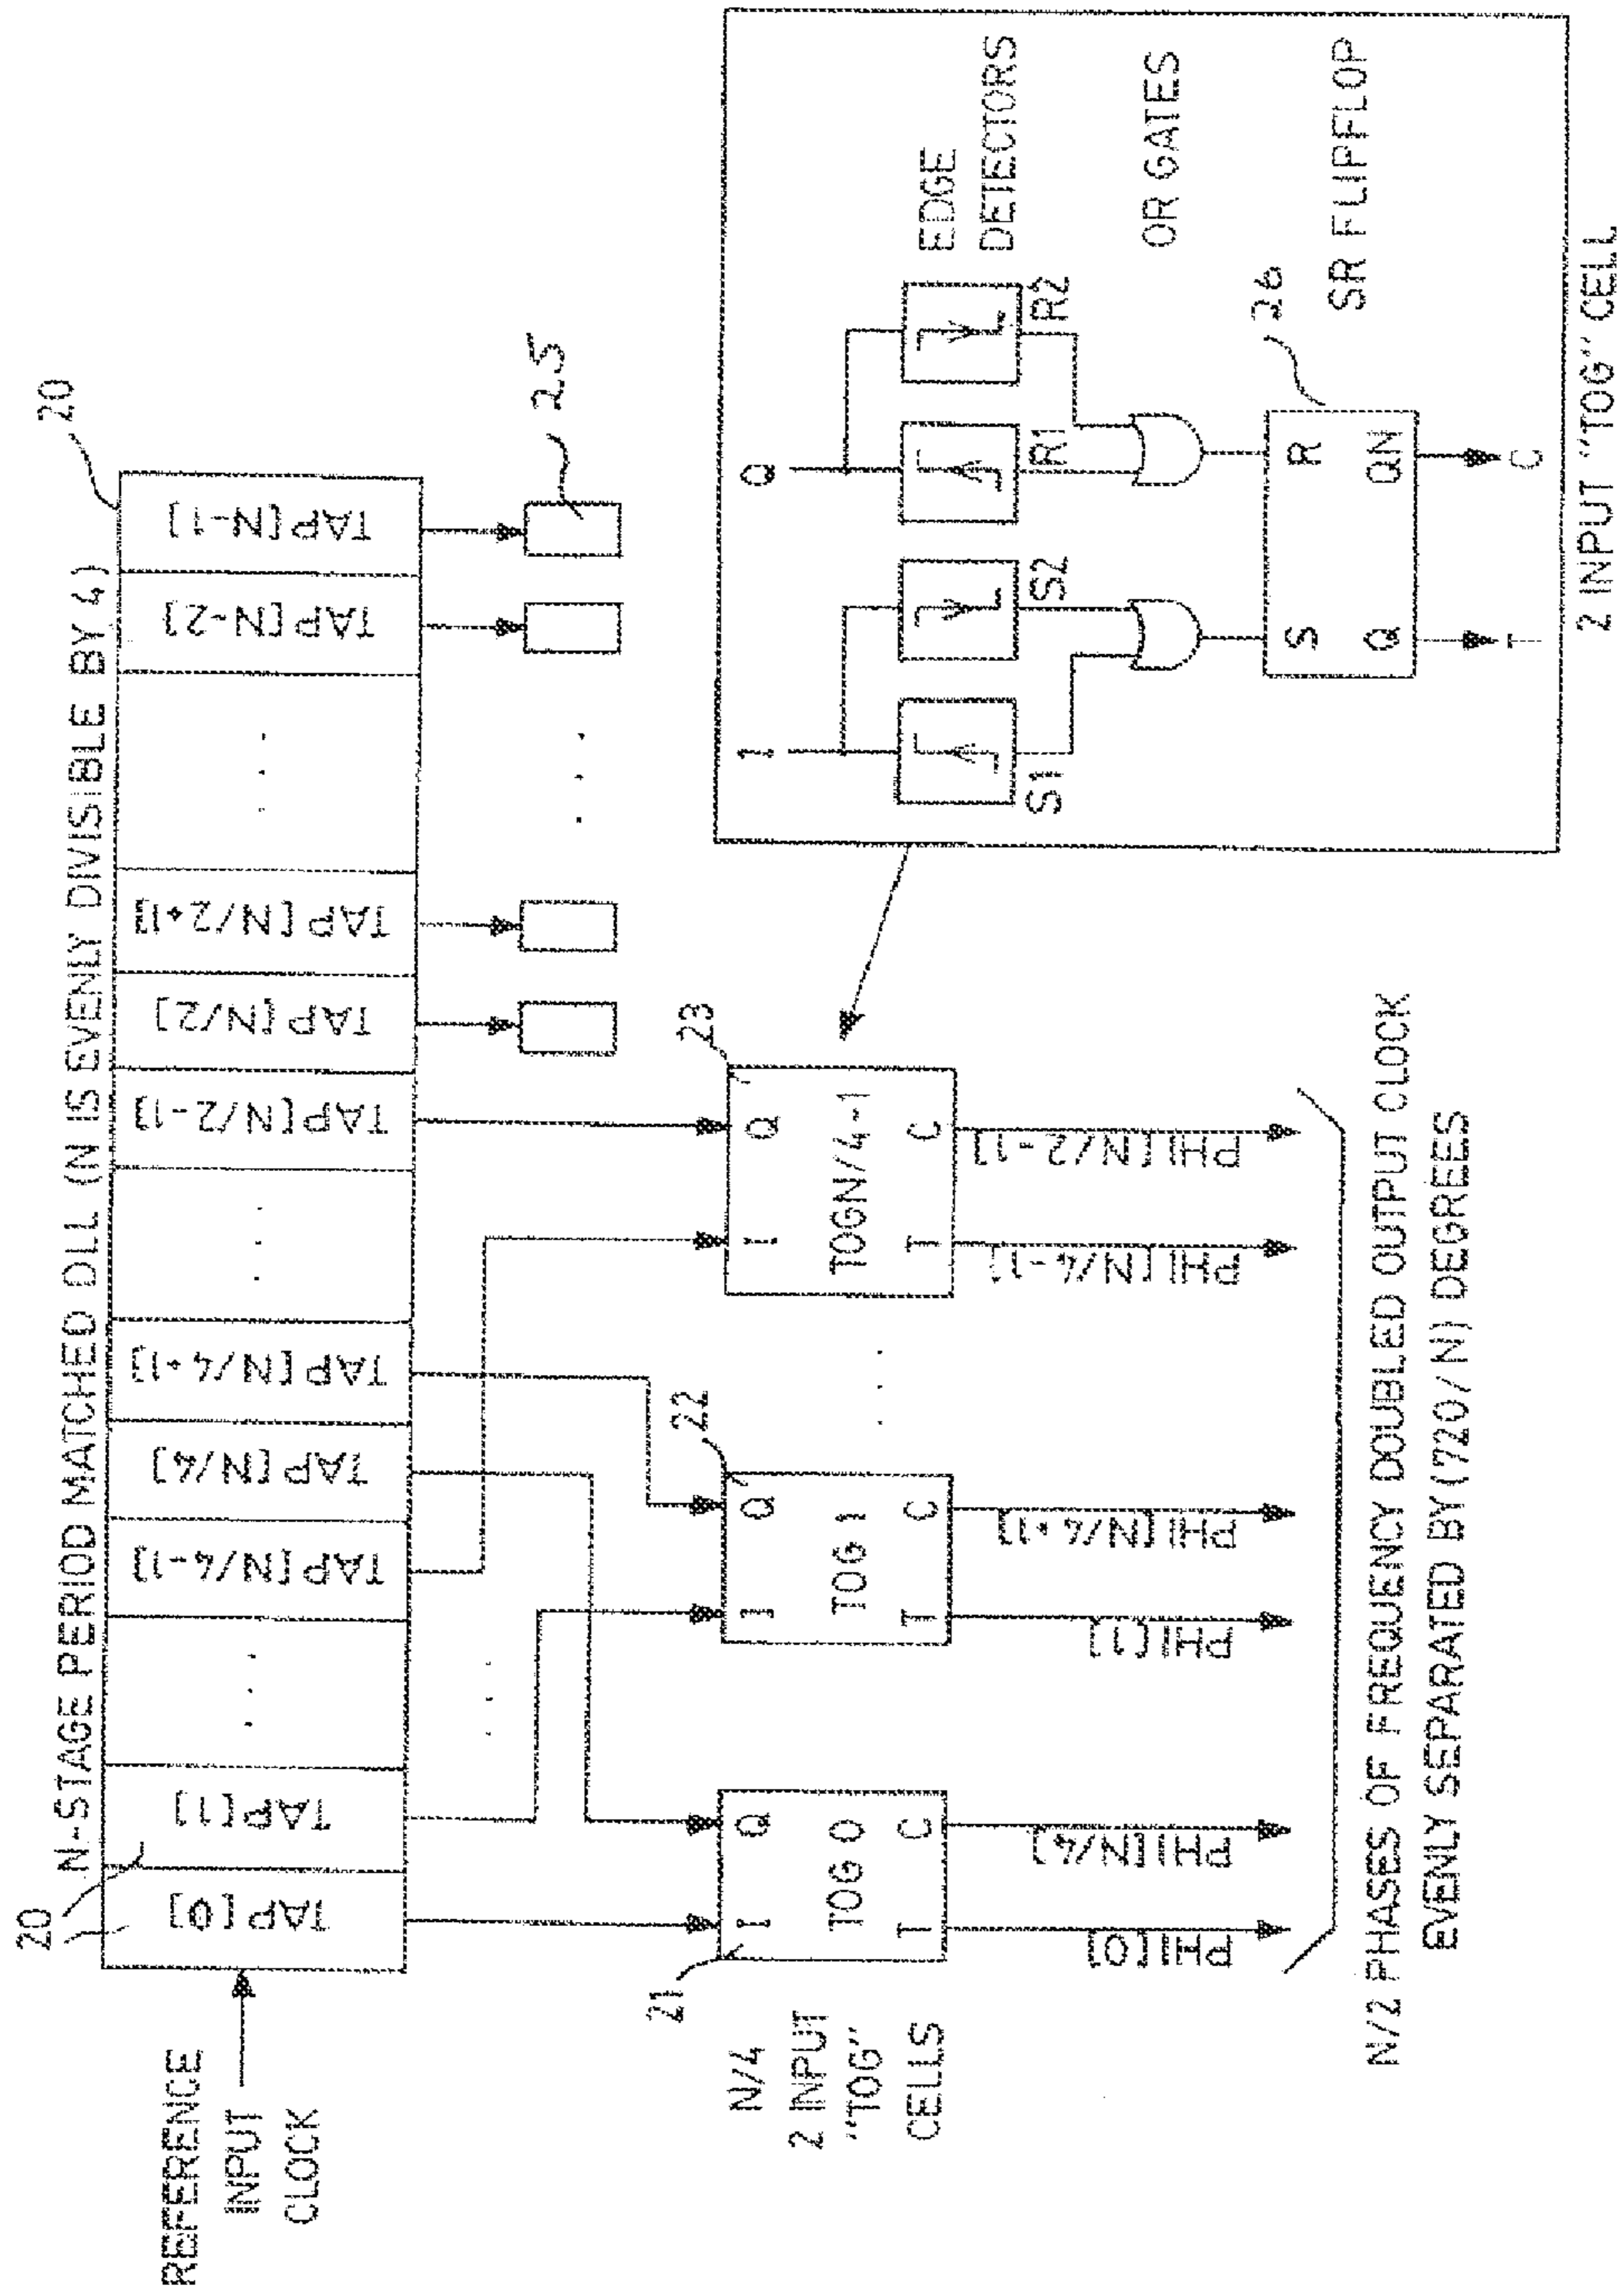 N-STAGE PERIOD MATCHED DLL (N IS EVENLY DIVISIBLE BY 4)
20
20
REFERENCE
INPUT
CLOCK
TAP[0]
TAP[1]
TAP[N/4-1]
TAP[N/4]
TAP[N/4+1]
TAP[N/2-1]
TAP[N/2]
TAP[N/2+1]
TAP[N-2]
TAP[N-1]
25
N/4
2 INPUT
"TOG"
CELLS
21
I
Q
TOG 0
T
C
22
I
Q
TOG 1
T
C
23
I
Q
TOGN/4-1
T
C
PHI[0]
PHI[N/4]
PHI[1]
PHI[N/4+1]
PHI[N/4-1]
PHI[N/2-1]
N/2 PHASES OF FREQUENCY DOUBLED OUTPUT CLOCK
EVENLY SEPARATED BY (720/N) DEGREES
I
Q
EDGE
DETECTORS
S1
S2
R1
R2
OR GATES
26
S
R
SR FLIPFLOP
Q
QN
T
C
2 INPUT "TOG" CELL